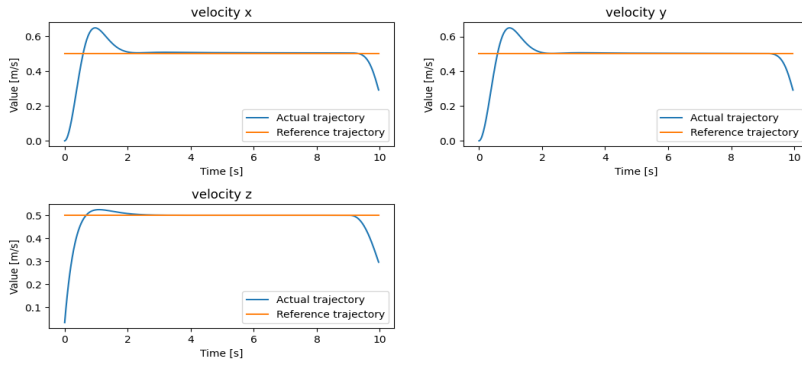 velocity x
Value [m/s]
0.6
0.4
0.2
0.0
Actual trajectory
Reference trajectory
0 2 4 6 8 10
Time [s]
velocity y
Value [m/s]
0.6
0.4
0.2
0.0
Actual trajectory
Reference trajectory
0 2 4 6 8 10
Time [s]
velocity z
Value [m/s]
0.5
0.4
0.3
0.2
0.1
Actual trajectory
Reference trajectory
0 2 4 6 8 10
Time [s]